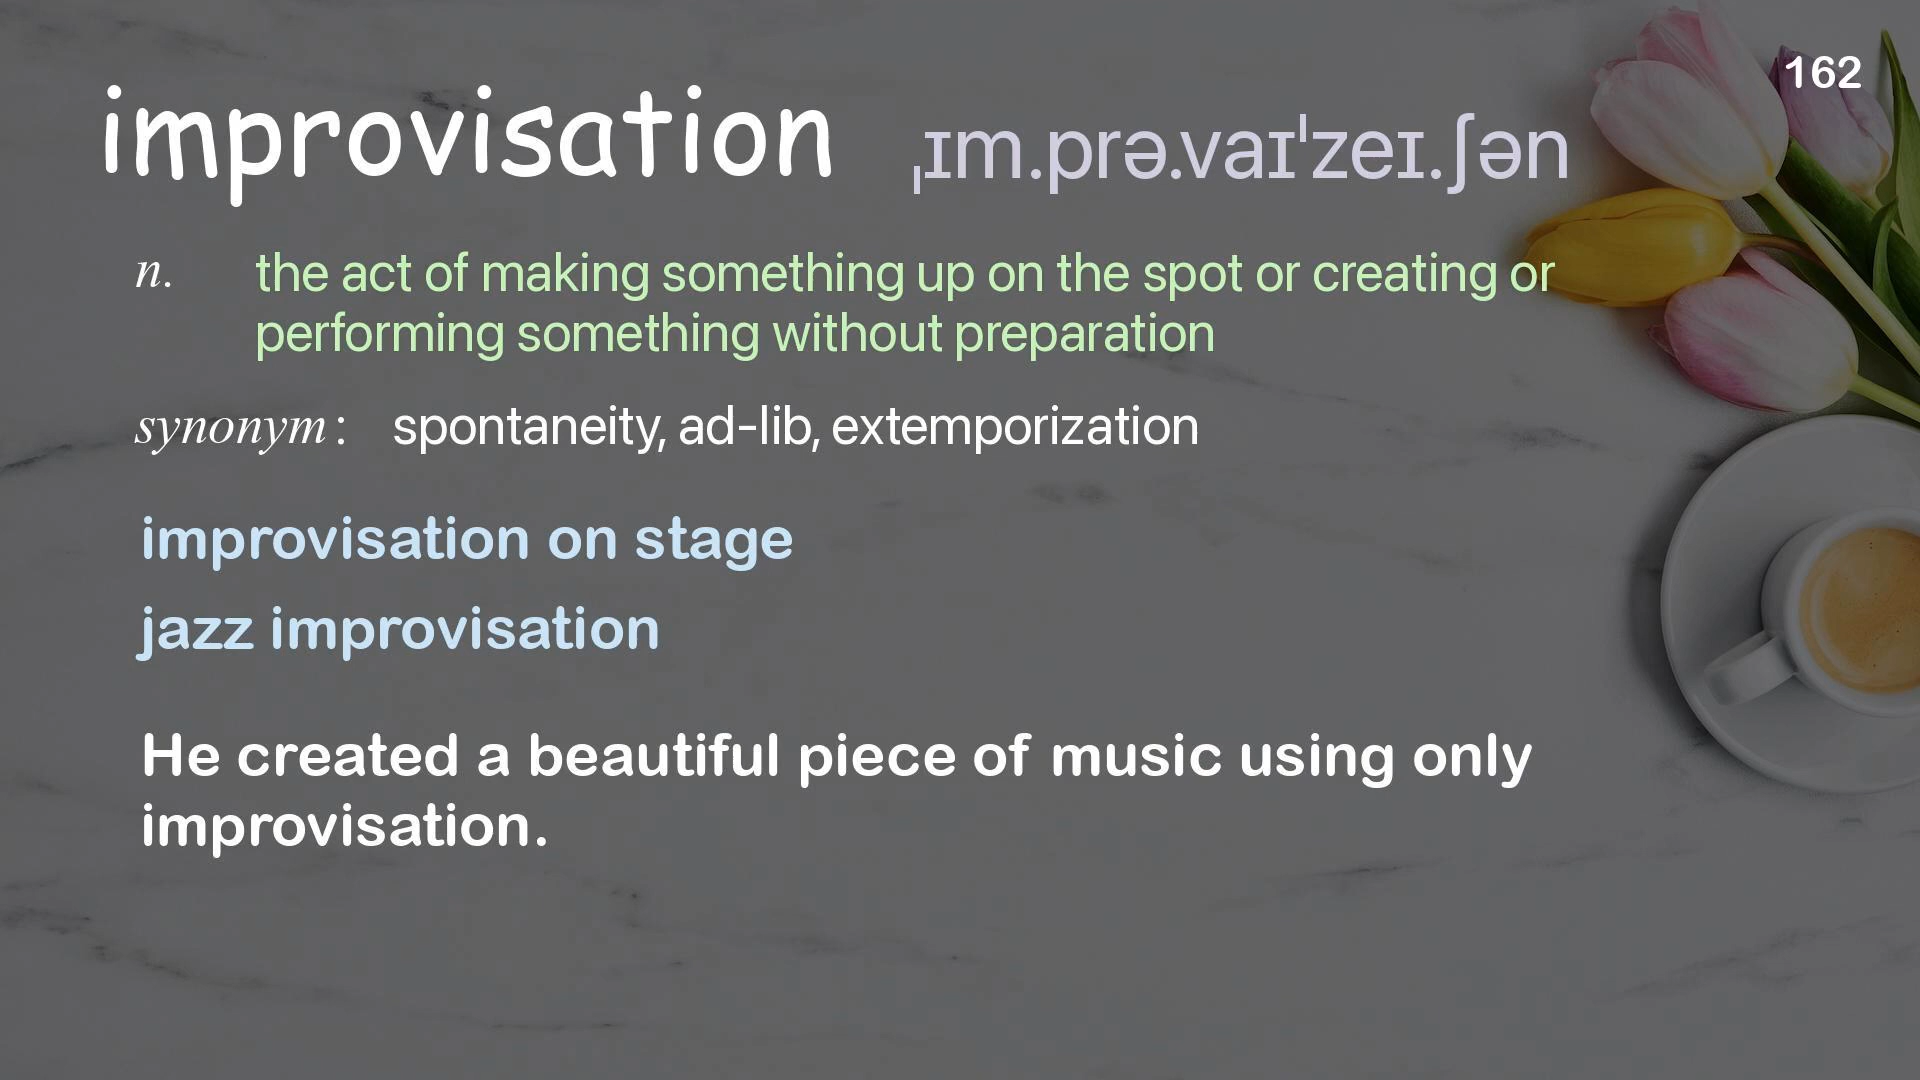 162
improvisation ˌɪm.prə.vaɪˈzeɪ.ʃən
n. the act of making something up on the spot or creating or
performing something without preparation
synonym: spontaneity, ad-lib, extemporization
improvisation on stage
jazz improvisation
He created a beautiful piece of music using only
improvisation.